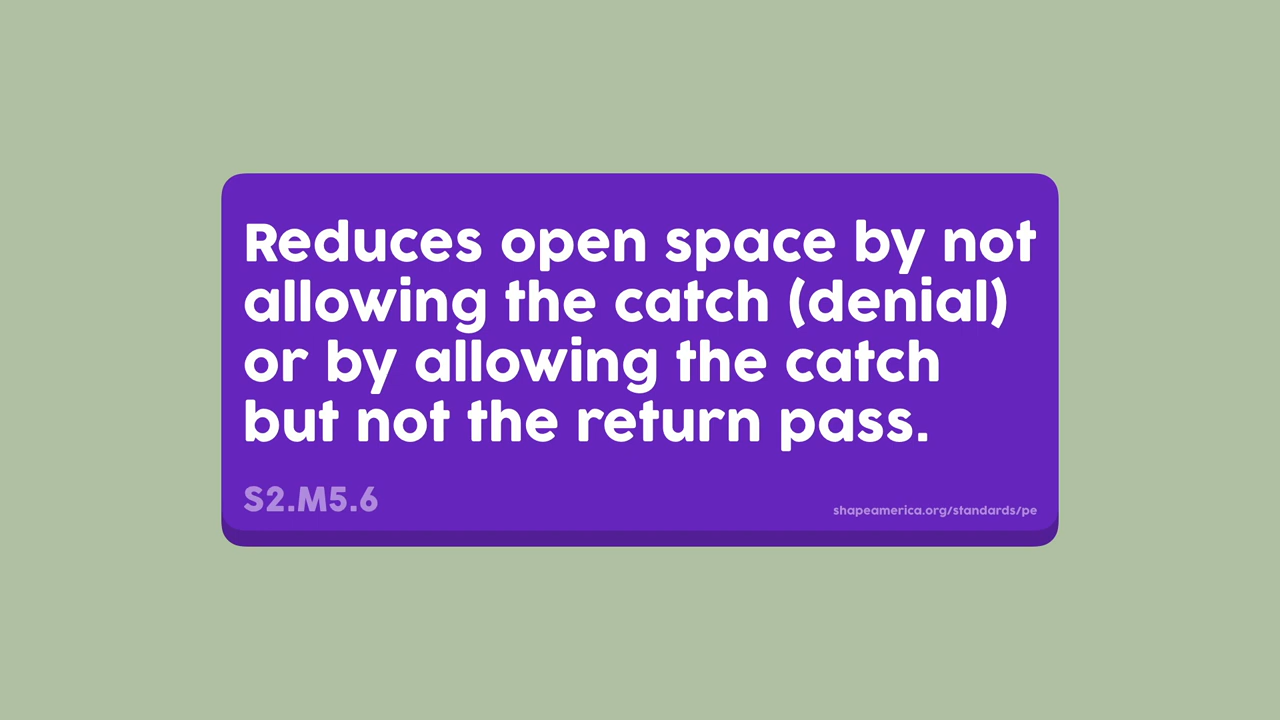 Reduces open space by not
allowing the catch (denial)
or by allowing the catch
but not the return pass.
S2.M5.6
shapeamerica.org/standards/pe